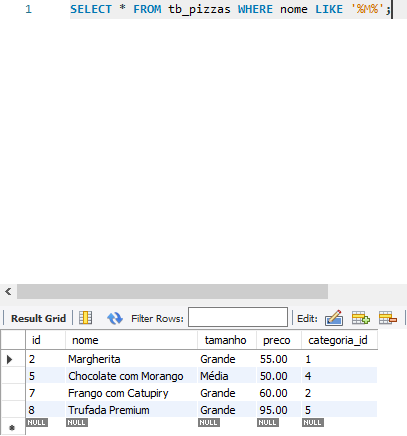 1 SELECT * FROM tb_pizzas WHERE nome LIKE '%M%';
Result Grid Filter Rows: Edit:
id nome tamanho preco categoria_id
2 Margherita Grande 55.00 1
5 Chocolate com Morango Média 50.00 4
7 Frango com Catupiry Grande 60.00 2
8 Trufada Premium Grande 95.00 5
NULL NULL NULL NULL NULL